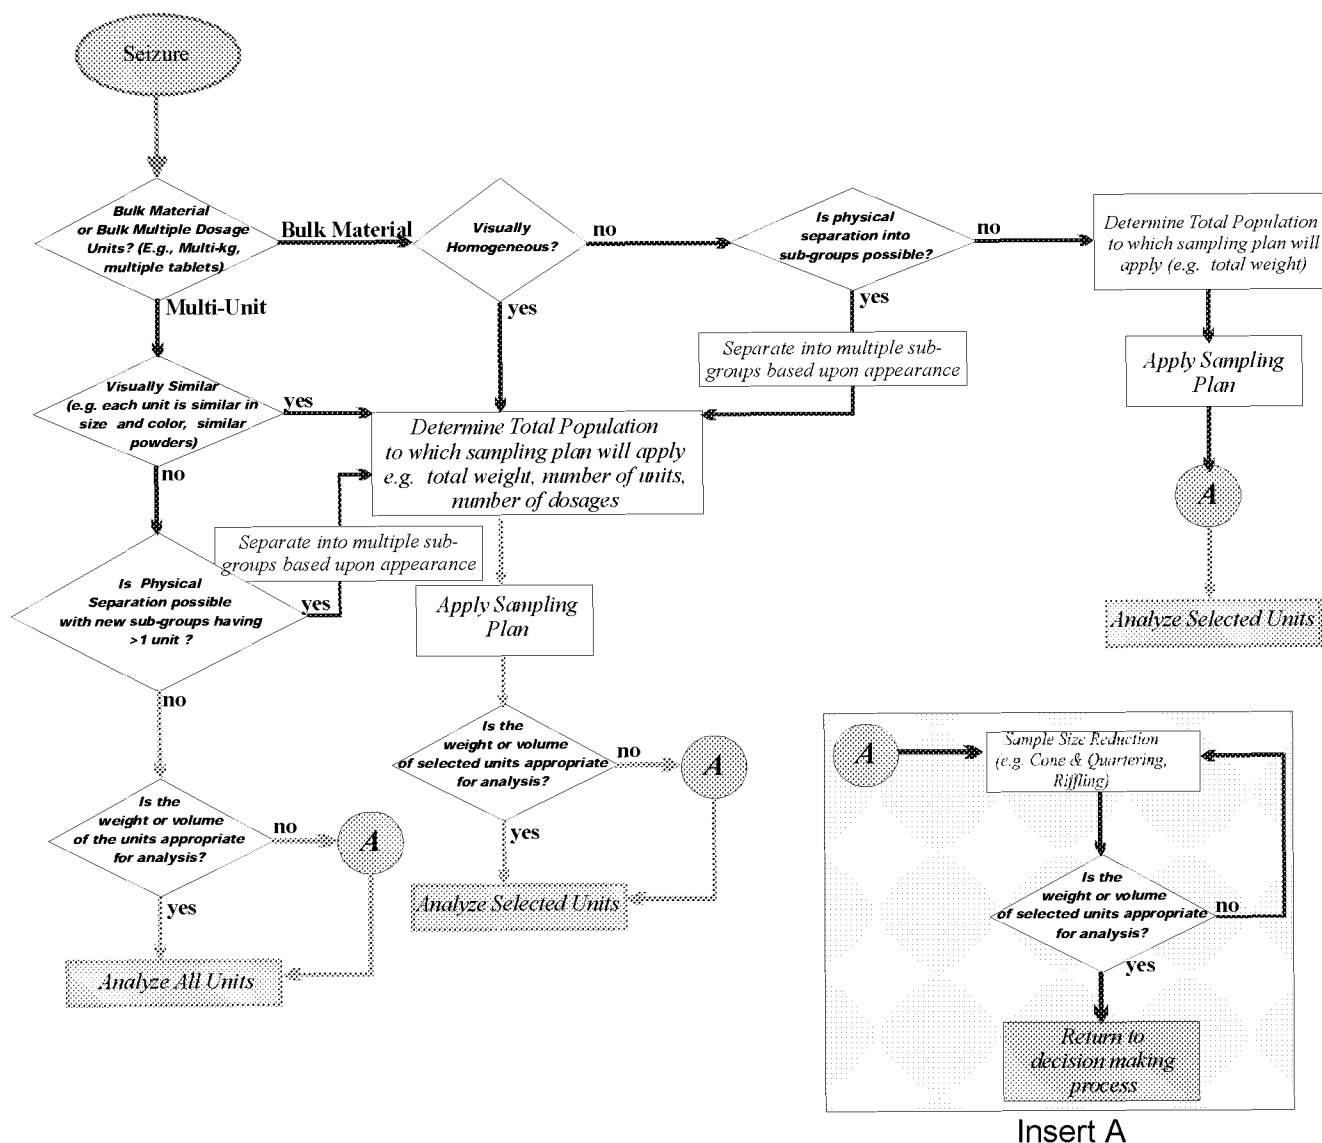 Seizure
Bulk Material
or Bulk Multiple Dosage
Units? (E.g., Multi-kg,
multiple tablets)
Bulk Material
Visually
Homogeneous?
no
Is physical
separation into
sub-groups possible?
no
Determine Total Population
to which sampling plan will
apply (e.g. total weight)
Multi-Unit
yes
yes
Separate into multiple sub-
groups based upon appearance
Apply Sampling
Plan
Visually Similar
(e.g. each unit is similar in
size and color, similar
powders)
yes
Determine Total Population
to which sampling plan will apply
e.g. total weight, number of units,
number of dosages
no
A
Separate into multiple sub-
groups based upon appearance
Is Physical
Separation possible
with new sub-groups having
>1 unit ?
yes
Apply Sampling
Plan
Analyze Selected Units
no
Is the
weight or volume
of selected units appropriate
for analysis?
no
A
yes
Analyze Selected Units
Is the
weight or volume
of the units appropriate
for analysis?
no
A
yes
Analyze All Units
A
Sample Size Reduction
(e.g. Cone & Quartering,
Riffling)
Is the
weight or volume
of selected units appropriate
for analysis?
no
yes
Return to
decision making
process
Insert A